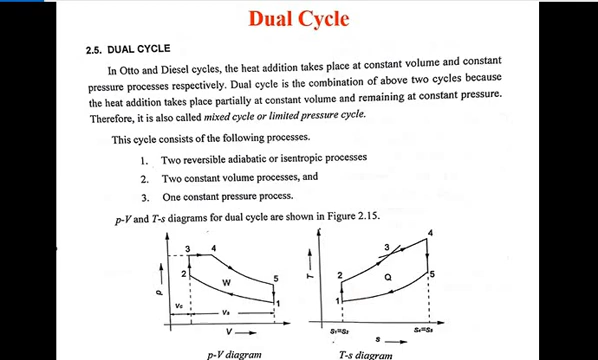 Dual Cycle
2.5. DUAL CYCLE
In Otto and Diesel cycles, the heat addition takes place at constant volume and constant
pressure processes respectively. Dual cycle is the combination of above two cycles because
the heat addition takes place partially at constant volume and remaining at constant pressure.
Therefore, it is also called mixed cycle or limited pressure cycle.
This cycle consists of the following processes.
1. Two reversible adiabatic or isentropic processes
2. Two constant volume processes, and
3. One constant pressure process.
p-V and T-s diagrams for dual cycle are shown in Figure 2.15.
3 4
2 W 5
1
p
Vc
Vs
V
4
3
T
2 Q 5
1
S1=S2 S4=S5
s
p-V diagram T-s diagram